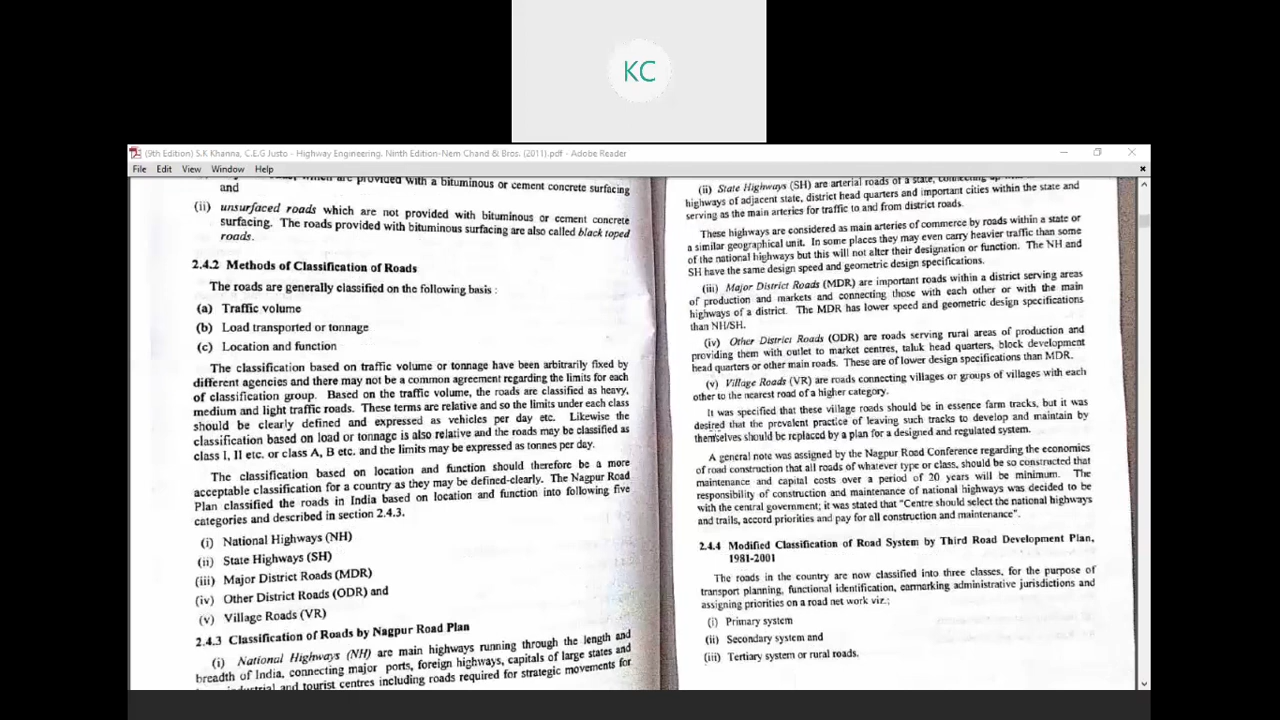 KC
(9th Edition) S.K Khanna, C.E.G Justo - Highway Engineering. Ninth Edition-Nem Chand & Bros. (2011).pdf - Adobe Reader
File Edit View Window Help
which are provided with a bituminous or cement concrete surfacing
and
(ii) unsurfaced roads which are not provided with bituminous or cement concrete
surfacing. The roads provided with bituminous surfacing are also called black toped
roads.
2.4.2 Methods of Classification of Roads
The roads are generally classified on the following basis :
(a) Traffic volume
(b) Load transported or tonnage
(c) Location and function
The classification based on traffic volume or tonnage have been arbitrarily fixed by
different agencies and there may not be a common agreement regarding the limits for each
of classification group. Based on the traffic volume, the roads are classified as heavy,
medium and light traffic roads. These terms are relative and so the limits under each class
should be clearly defined and expressed as vehicles per day etc. Likewise the
classification based on load or tonnage is also relative and the roads may be classified as
class I, II etc. or class A, B etc. and the limits may be expressed as tonnes per day.
The classification based on location and function should therefore be a more
acceptable classification for a country as they may be defined-clearly. The Nagpur Road
Plan classified the roads in India based on location and function into following five
categories and described in section 2.4.3.
(i) National Highways (NH)
(ii) State Highways (SH)
(iii) Major District Roads (MDR)
(iv) Other District Roads (ODR) and
(v) Village Roads (VR)
2.4.3 Classification of Roads by Nagpur Road Plan
(i) National Highways (NH) are main highways running through the length and
breadth of India, connecting major ports, foreign highways, capitals of large states and
and tourist centres including roads required for strategic movements for
(ii) State Highways (SH) are arterial roads of a state, connecting up
highways of adjacent state, district head quarters and important cities within the state and
serving as the main arteries for traffic to and from district roads.
These highways are considered as main arteries of commerce by roads within a state or
a similar geographical unit. In some places they may even carry heavier traffic than some
of the national highways but this will not alter their designation or function. The NH and
SH have the same design speed and geometric design specifications.
(iii) Major District Roads (MDR) are important roads within a district serving areas
of production and markets and connecting those with each other or with the main
highways of a district. The MDR has lower speed and geometric design specifications
than NH/SH.
(iv) Other District Roads (ODR) are roads serving rural areas of production and
providing them with outlet to market centres, taluk head quarters, block development
head quarters or other main roads. These are of lower design specifications than MDR.
(v) Village Roads (VR) are roads connecting villages or groups of villages with each
other to the nearest road of a higher category.
It was specified that these village roads should be in essence farm tracks, but it was
desired that the prevalent practice of leaving such tracks to develop and maintain by
themselves should be replaced by a plan for a designed and regulated system.
A general note was assigned by the Nagpur Road Conference regarding the economics
of road construction that all roads of whatever type or class, should be so constructed that
maintenance and capital costs over a period of 20 years will be minimum. The
responsibility of construction and maintenance of national highways was decided to be
with the central government; it was stated that "Centre should select the national highways
and trails, accord priorities and pay for all construction and maintenance".
2.4.4 Modified Classification of Road System by Third Road Development Plan,
1981-2001
The roads in the country are now classified into three classes, for the purpose of
transport planning, functional identification, earmarking administrative jurisdictions and
assigning priorities on a road net work viz.;
(i) Primary system
(ii) Secondary system and
(iii) Tertiary system or rural roads.